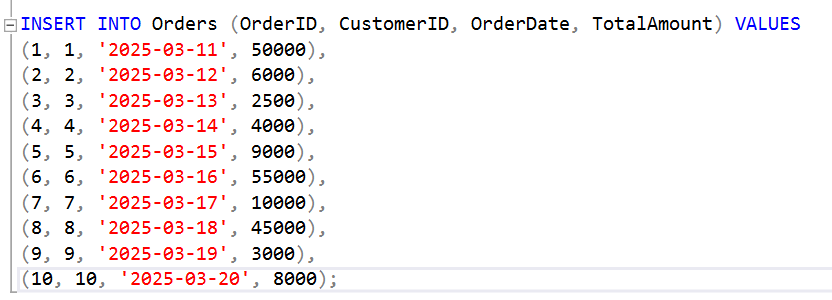 INSERT INTO Orders (OrderID, CustomerID, OrderDate, TotalAmount) VALUES
(1, 1, '2025-03-11', 50000),
(2, 2, '2025-03-12', 6000),
(3, 3, '2025-03-13', 2500),
(4, 4, '2025-03-14', 4000),
(5, 5, '2025-03-15', 9000),
(6, 6, '2025-03-16', 55000),
(7, 7, '2025-03-17', 10000),
(8, 8, '2025-03-18', 45000),
(9, 9, '2025-03-19', 3000),
(10, 10, '2025-03-20', 8000);